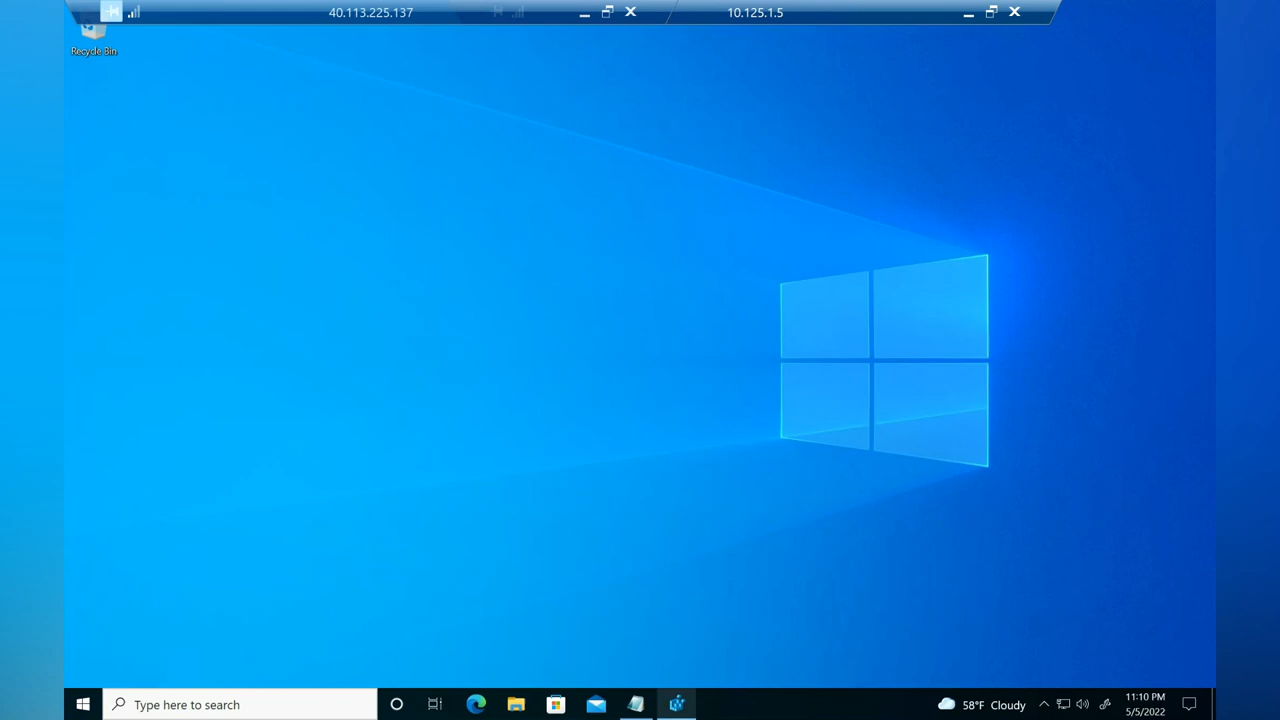 40.113.225.137
10.125.1.5
Recycle Bin
Type here to search
58°F Cloudy
11:10 PM
5/5/2022